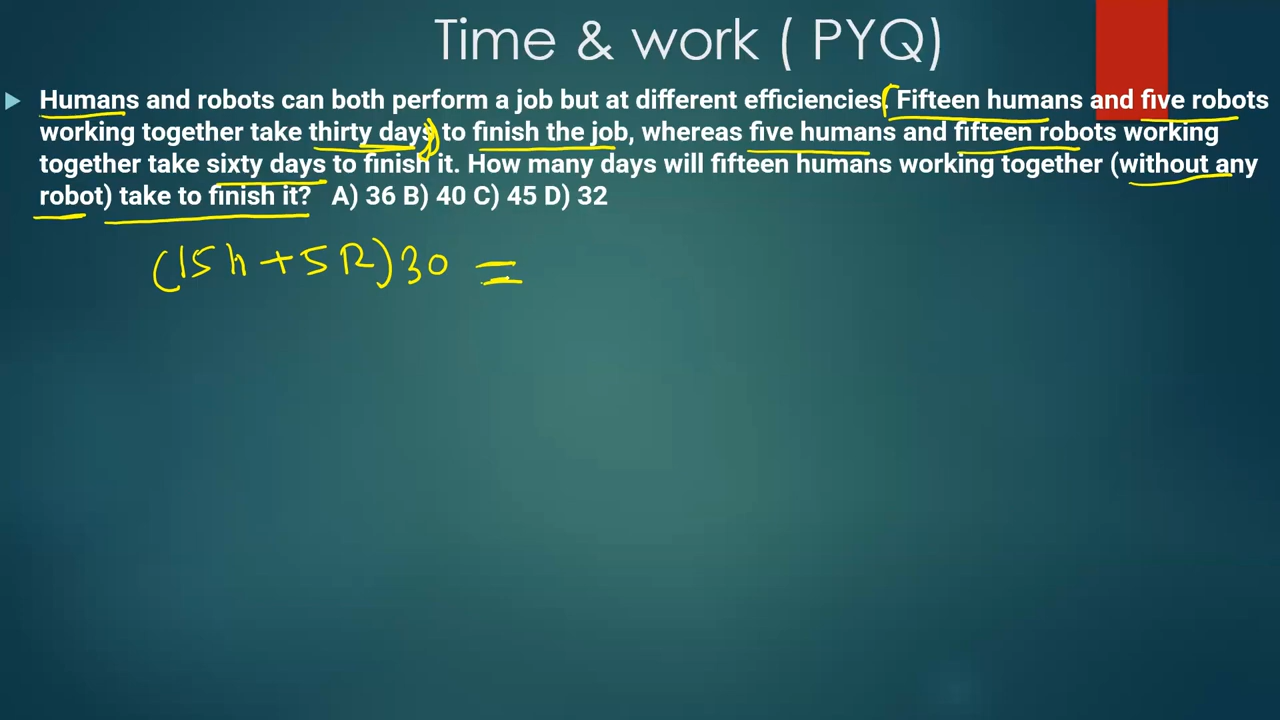 Time & work ( PYQ)
Humans and robots can both perform a job but at different efficiencies. Fifteen humans and five robots
working together take thirty days to finish the job, whereas five humans and fifteen robots working
together take sixty days to finish it. How many days will fifteen humans working together (without any
robot) take to finish it? A) 36 B) 40 C) 45 D) 32
(15h + 5R)30 =